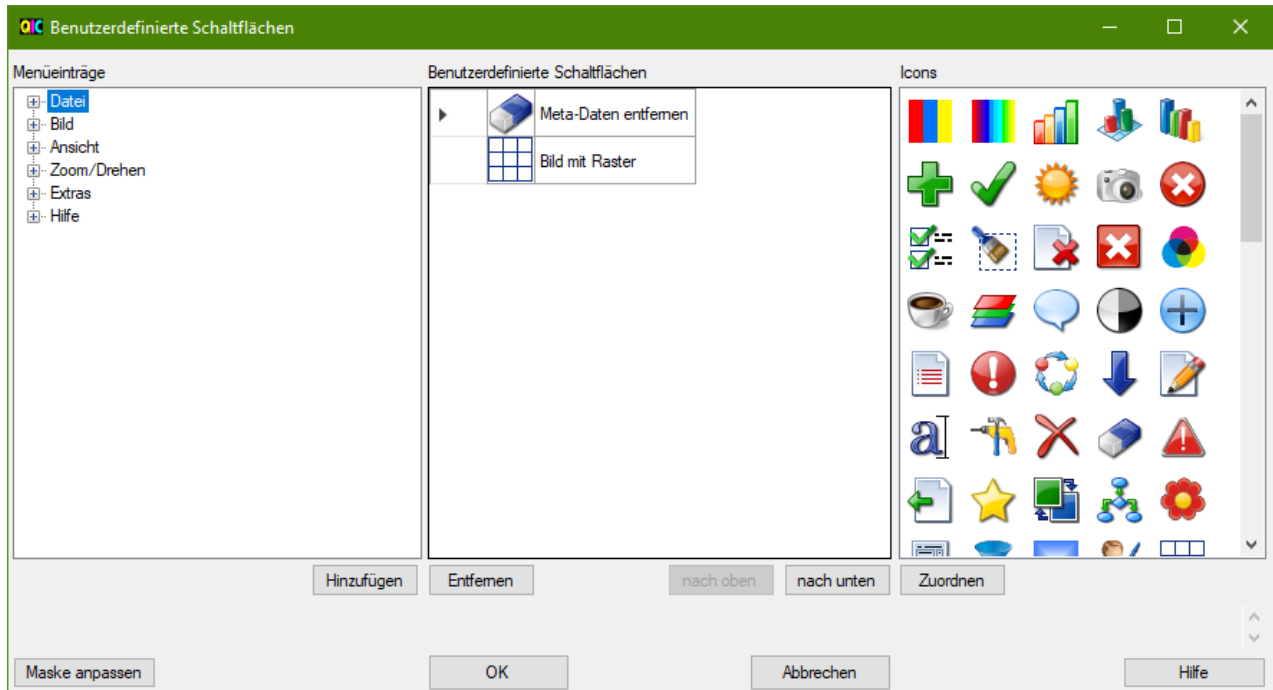 Benutzerdefinierte Schaltflächen
Menüeinträge
Benutzerdefinierte Schaltflächen
Icons
Datei
Bild
Ansicht
Zoom/Drehen
Extras
Hilfe
Meta-Daten entfernen
Bild mit Raster
Hinzufügen
Entfernen
nach oben
nach unten
Zuordnen
Maske anpassen
OK
Abbrechen
Hilfe